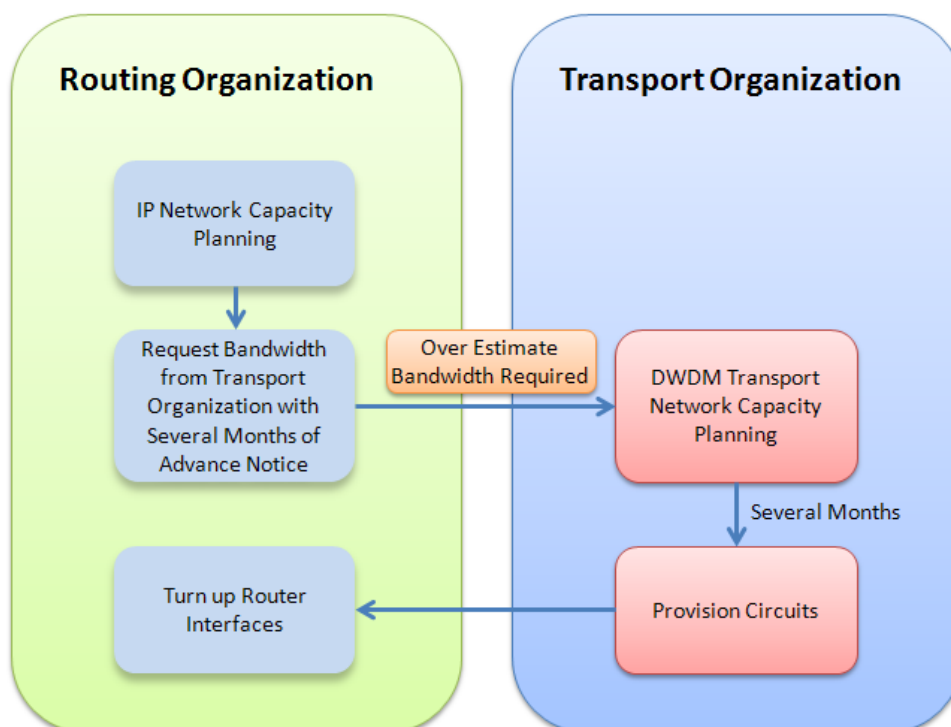 Routing Organization
Transport Organization
IP Network Capacity
Planning
Request Bandwidth
from Transport
Organization with
Several Months of
Advance Notice
Over Estimate
Bandwidth Required
DWDM Transport
Network Capacity
Planning
Several Months
Provision Circuits
Turn up Router
Interfaces